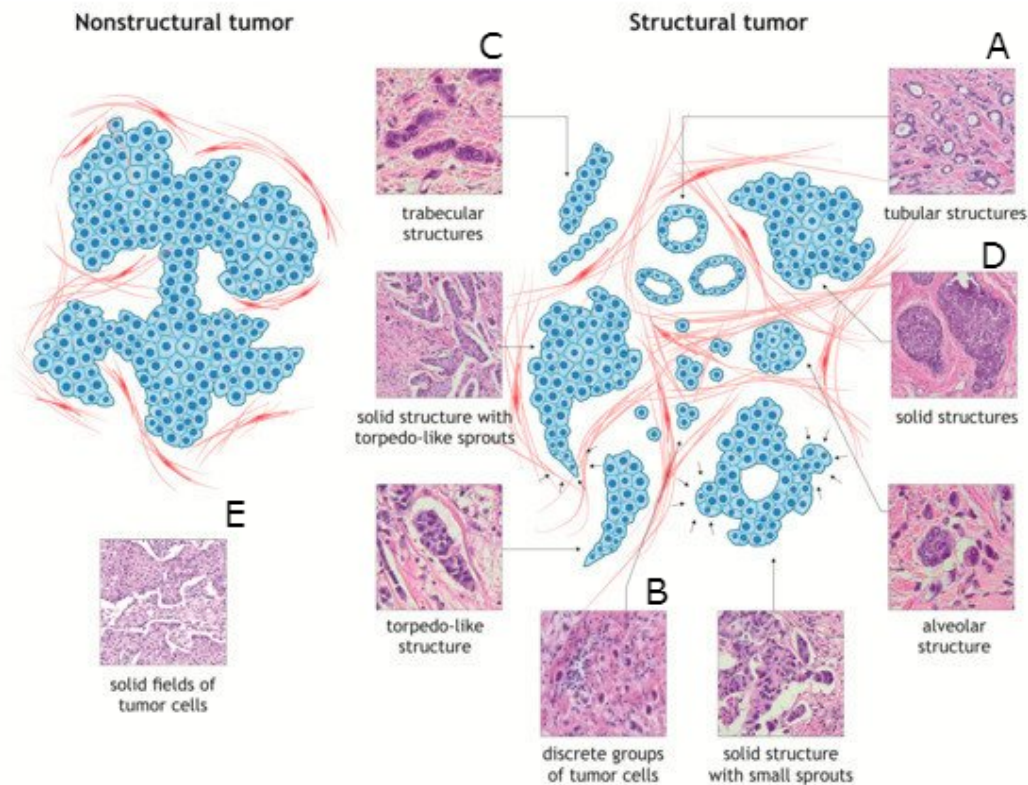 Nonstructural tumor
Structural tumor
C
A
trabecular
structures
tubular structures
D
solid structure with
torpedo-like sprouts
solid structures
E
torpedo-like
structure
B
alveolar
structure
solid fields of
tumor cells
discrete groups
of tumor cells
solid structure
with small sprouts